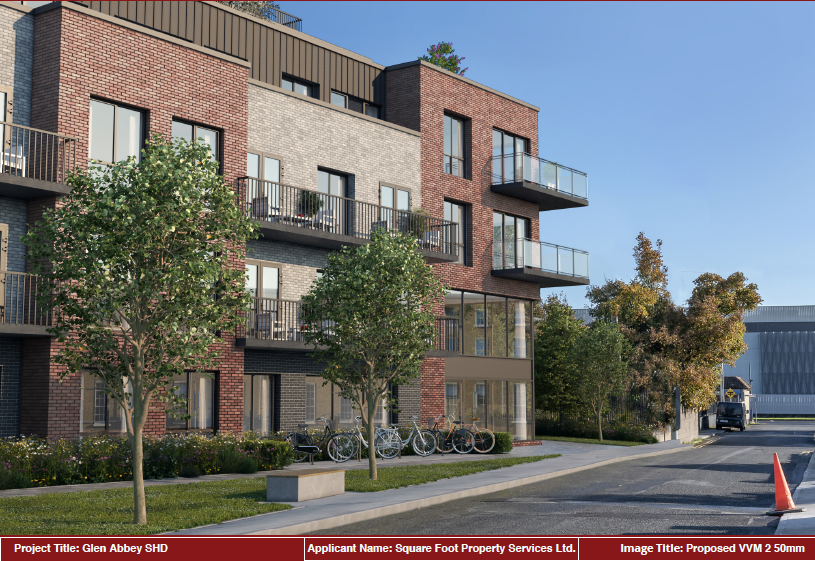 Project Title: Glen Abbey SHD
Applicant Name: Square Foot Property Services Ltd.
Image Title: Proposed VVM 2 50mm